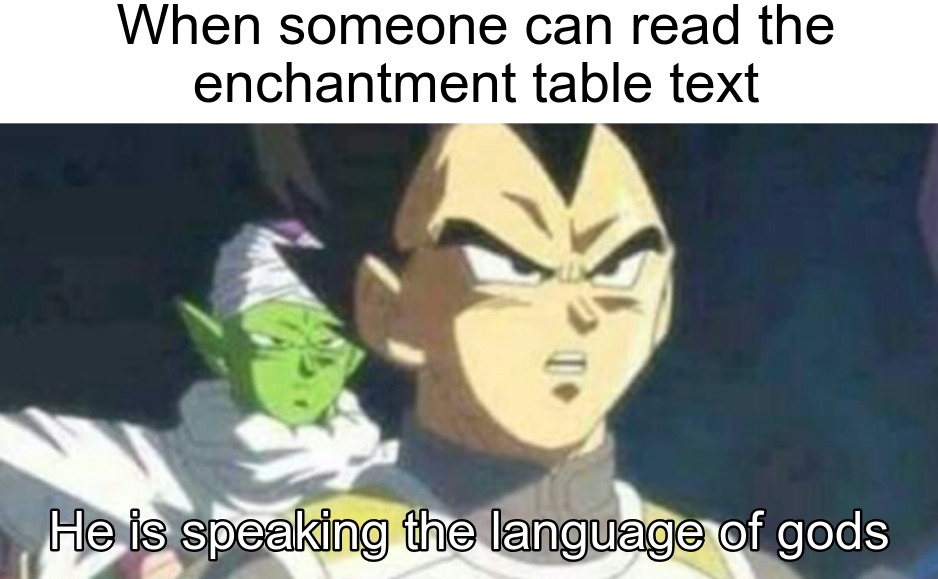 When someone can read the
enchantment table text
He is speaking the language of gods